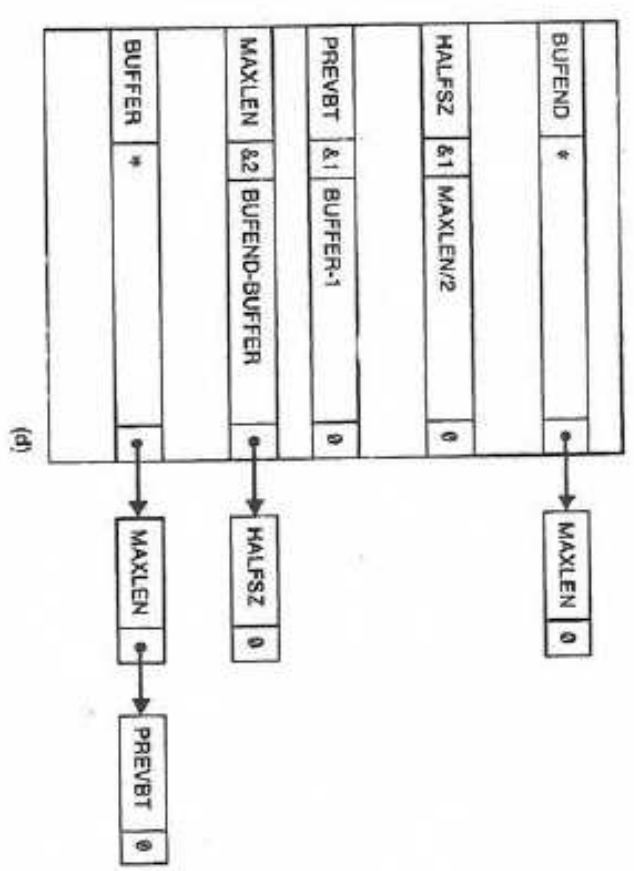 BUFEND * MAXLEN 0
HALFSZ &1 MAXLEN/2 0
PREVBT &1 BUFFER-1 0
MAXLEN &2 BUFEND-BUFFER HALFSZ 0
BUFFER * MAXLEN PREVBT 0
(d)